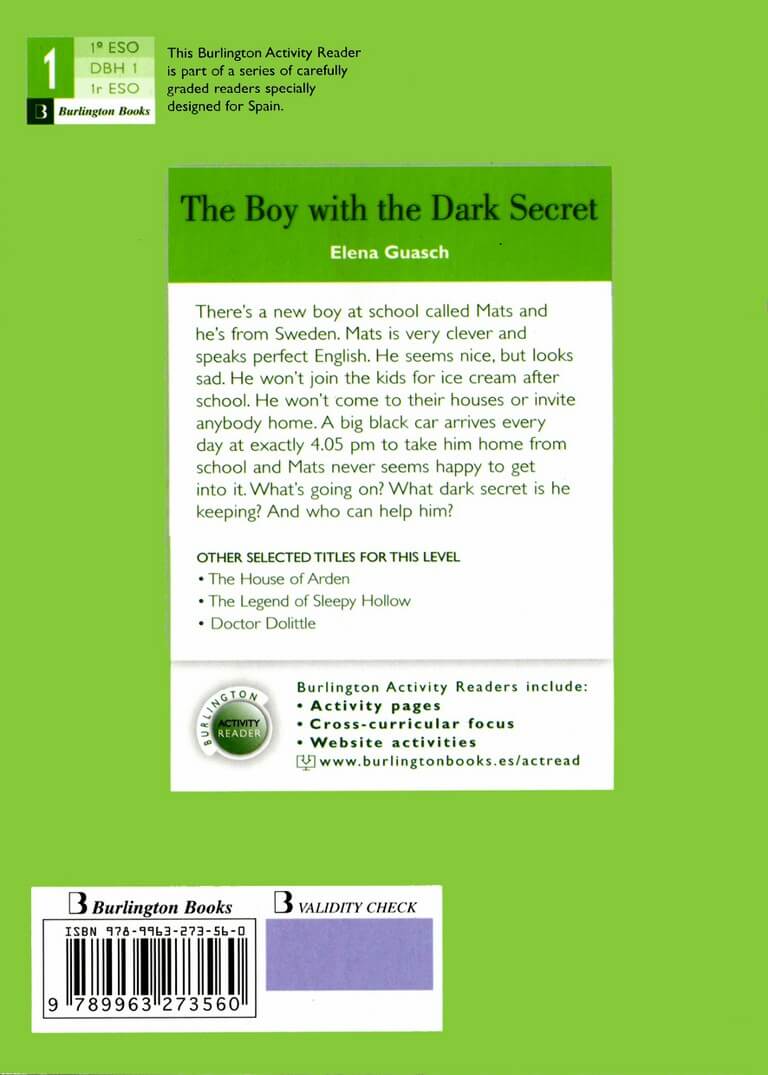 1
1º ESO
DBH 1
1r ESO
B Burlington Books
This Burlington Activity Reader
is part of a series of carefully
graded readers specially
designed for Spain.
The Boy with the Dark Secret
Elena Guasch
There's a new boy at school called Mats and
he's from Sweden. Mats is very clever and
speaks perfect English. He seems nice, but looks
sad. He won't join the kids for ice cream after
school. He won't come to their houses or invite
anybody home. A big black car arrives every
day at exactly 4.05 pm to take him home from
school and Mats never seems happy to get
into it. What's going on? What dark secret is he
keeping? And who can help him?
OTHER SELECTED TITLES FOR THIS LEVEL
• The House of Arden
• The Legend of Sleepy Hollow
• Doctor Dolittle
BURLINGTON
ACTIVITY
READER
Burlington Activity Readers include:
• Activity pages
• Cross-curricular focus
• Website activities
www.burlingtonbooks.es/actread
B Burlington Books
ISBN 978-9963-273-56-0
9 789963 273560
B VALIDITY CHECK